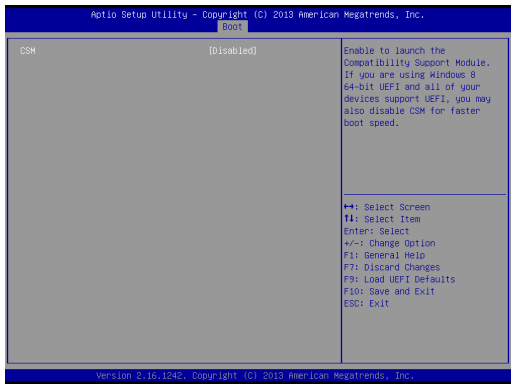 Aptio Setup Utility – Copyright (C) 2013 American Megatrends, Inc.
Boot
CSM [Disabled]
Enable to launch the
Compatibility Support Module.
If you are using Windows 8
64-bit UEFI and all of your
devices support UEFI, you may
also disable CSM for faster
boot speed.
↔: Select Screen
↑↓: Select Item
Enter: Select
+/-: Change Option
F1: General Help
F7: Discard Changes
F9: Load UEFI Defaults
F10: Save and Exit
ESC: Exit
Version 2.16.1242. Copyright (C) 2013 American Megatrends, Inc.